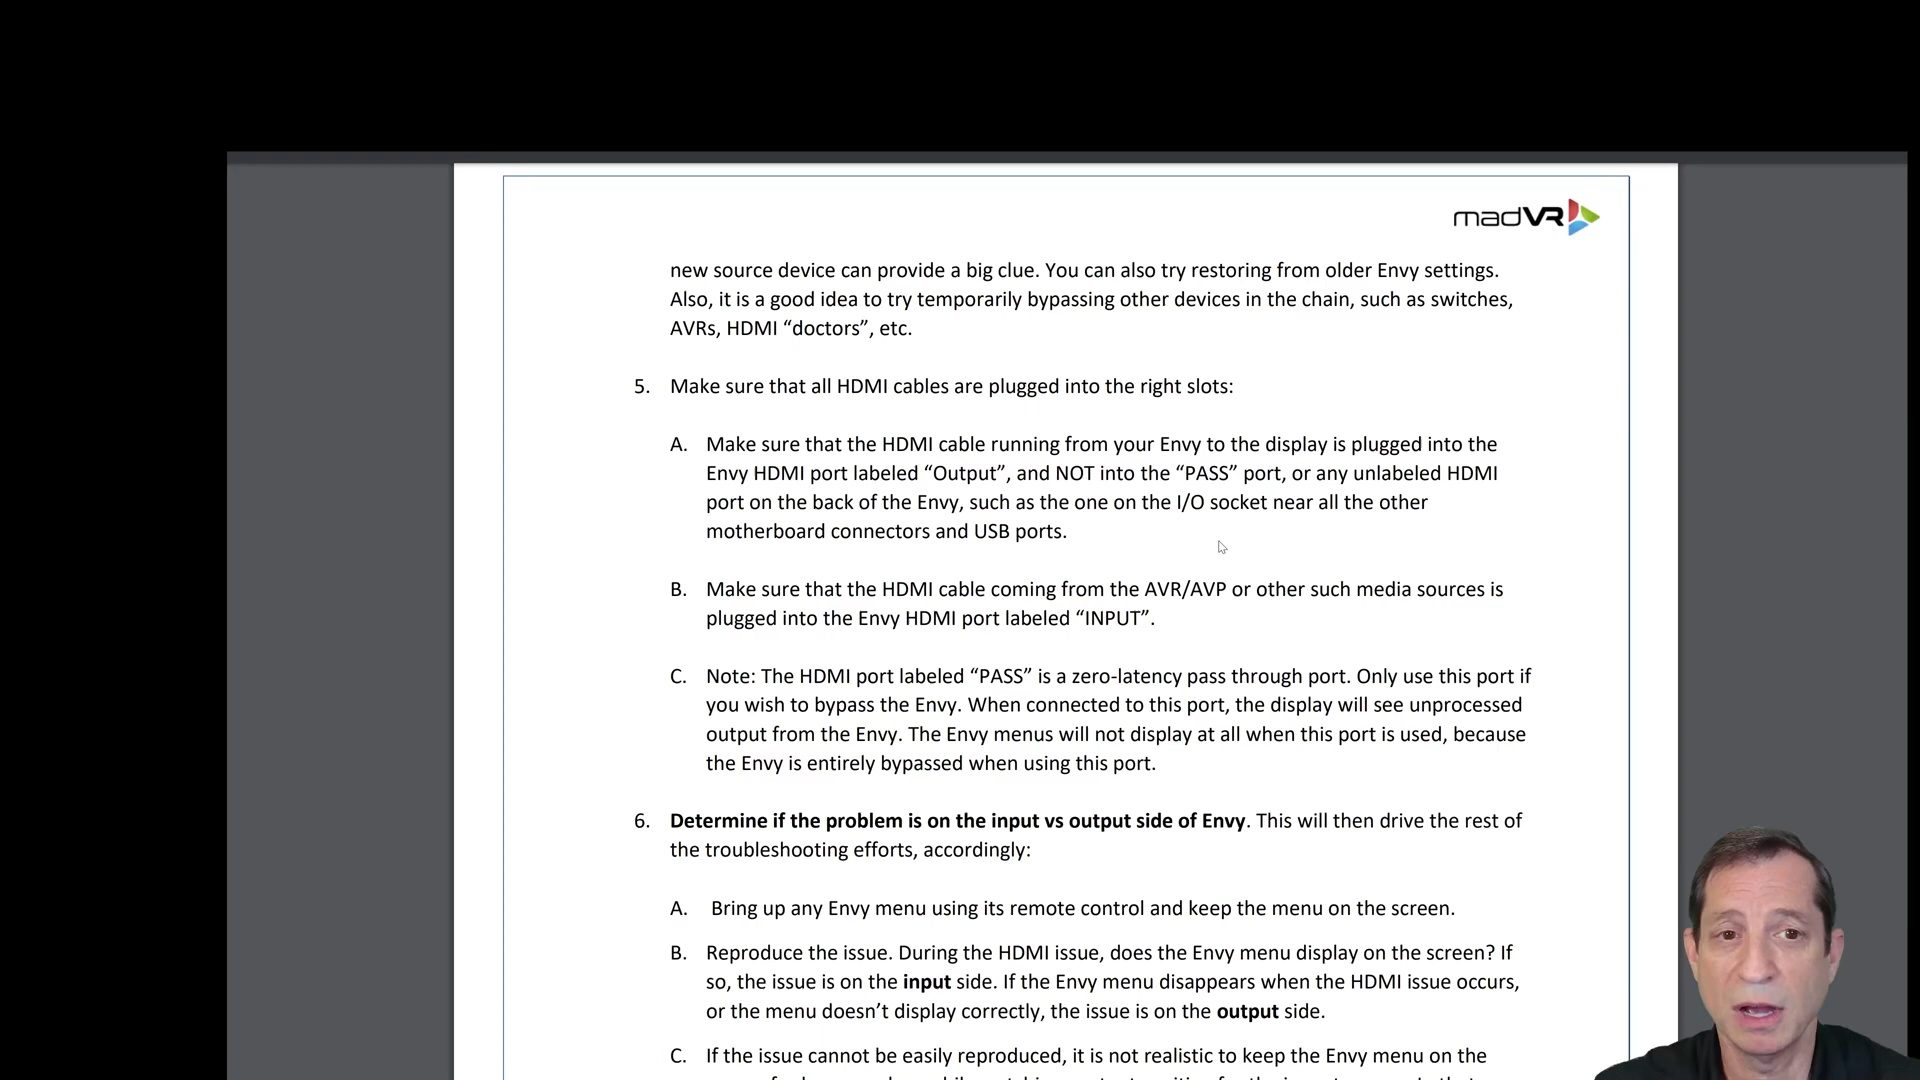 madVR
new source device can provide a big clue. You can also try restoring from older Envy settings.
Also, it is a good idea to try temporarily bypassing other devices in the chain, such as switches,
AVRs, HDMI “doctors”, etc.
5. Make sure that all HDMI cables are plugged into the right slots:
A. Make sure that the HDMI cable running from your Envy to the display is plugged into the
Envy HDMI port labeled “Output”, and NOT into the “PASS” port, or any unlabeled HDMI
port on the back of the Envy, such as the one on the I/O socket near all the other
motherboard connectors and USB ports.
B. Make sure that the HDMI cable coming from the AVR/AVP or other such media sources is
plugged into the Envy HDMI port labeled “INPUT”.
C. Note: The HDMI port labeled “PASS” is a zero-latency pass through port. Only use this port if
you wish to bypass the Envy. When connected to this port, the display will see unprocessed
output from the Envy. The Envy menus will not display at all when this port is used, because
the Envy is entirely bypassed when using this port.
6. Determine if the problem is on the input vs output side of Envy. This will then drive the rest of
the troubleshooting efforts, accordingly:
A. Bring up any Envy menu using its remote control and keep the menu on the screen.
B. Reproduce the issue. During the HDMI issue, does the Envy menu display on the screen? If
so, the issue is on the input side. If the Envy menu disappears when the HDMI issue occurs,
or the menu doesn’t display correctly, the issue is on the output side.
C. If the issue cannot be easily reproduced, it is not realistic to keep the Envy menu on the